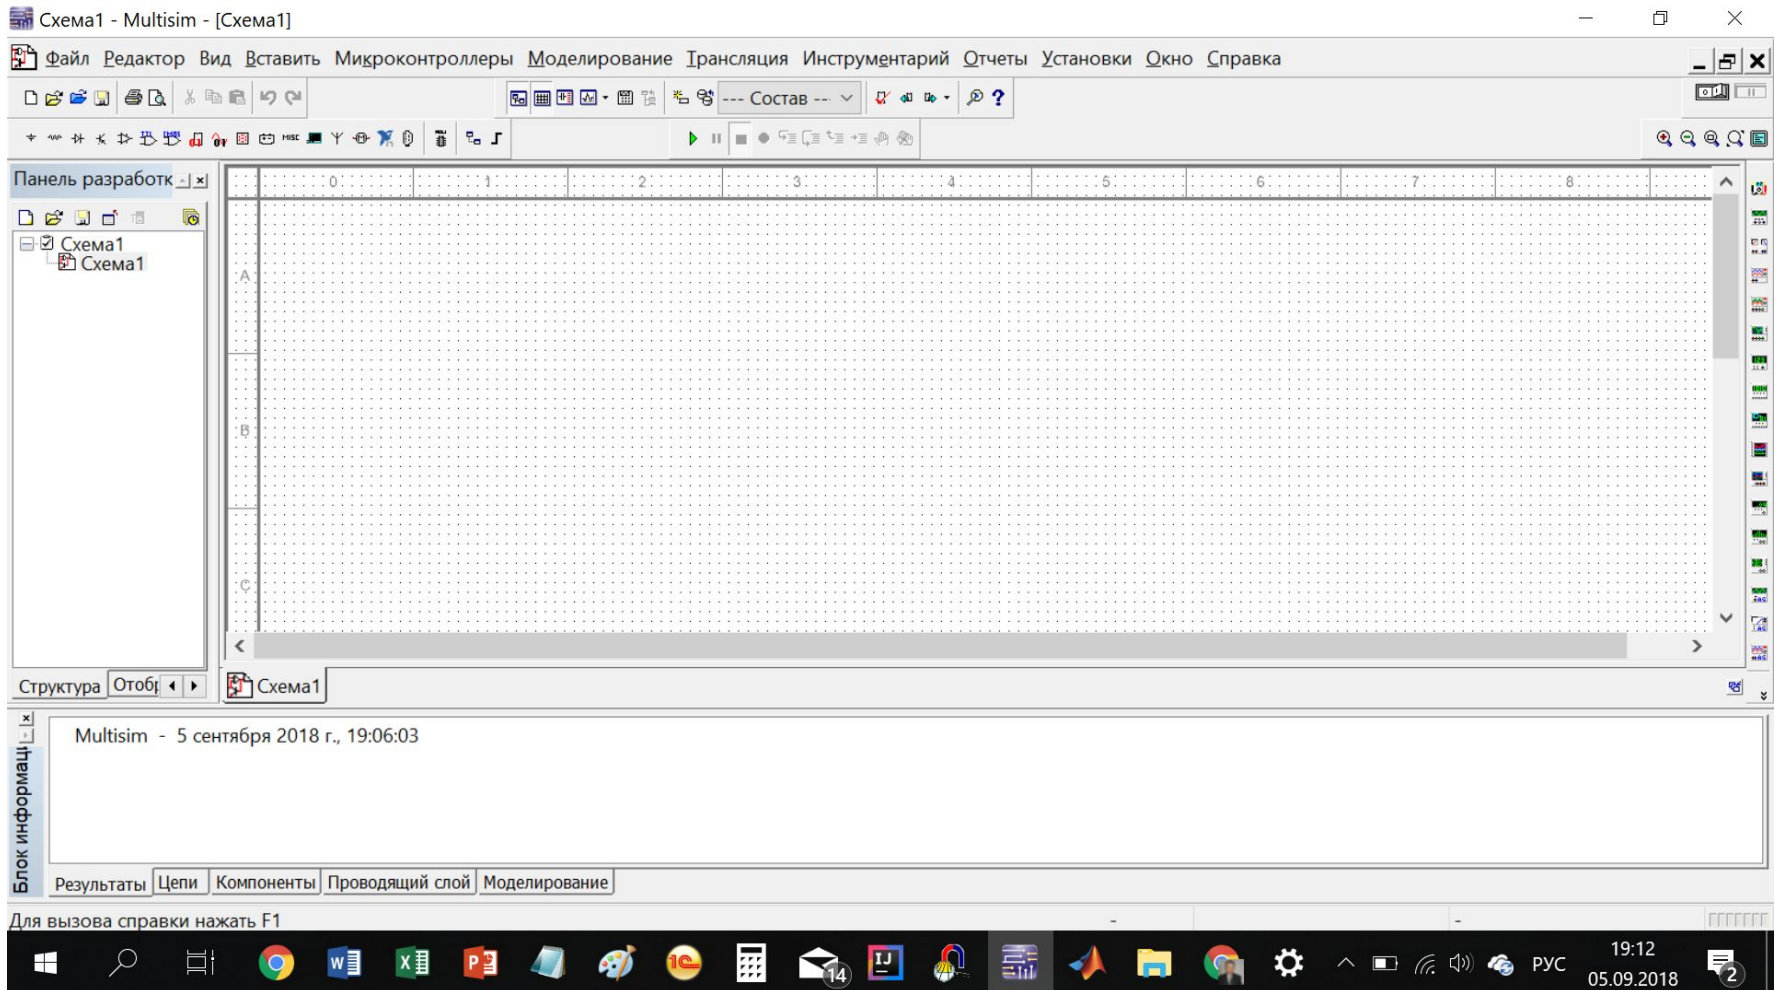 Схема1 - Multisim - [Схема1]
Файл Редактор Вид Вставить Микроконтроллеры Моделирование Трансляция Инструментарий Отчеты Установки Окно Справка
--- Состав ---
MISC
Панель разработк
0 1 2 3 4 5 6 7 8
Схема1
Схема1
A
B
C
Структура Отобр
Схема1
Multisim - 5 сентября 2018 г., 19:06:03
Блок информаци
Результаты Цепи Компоненты Проводящий слой Моделирование
Для вызова справки нажать F1
- -
14
РУС
19:12
05.09.2018
2